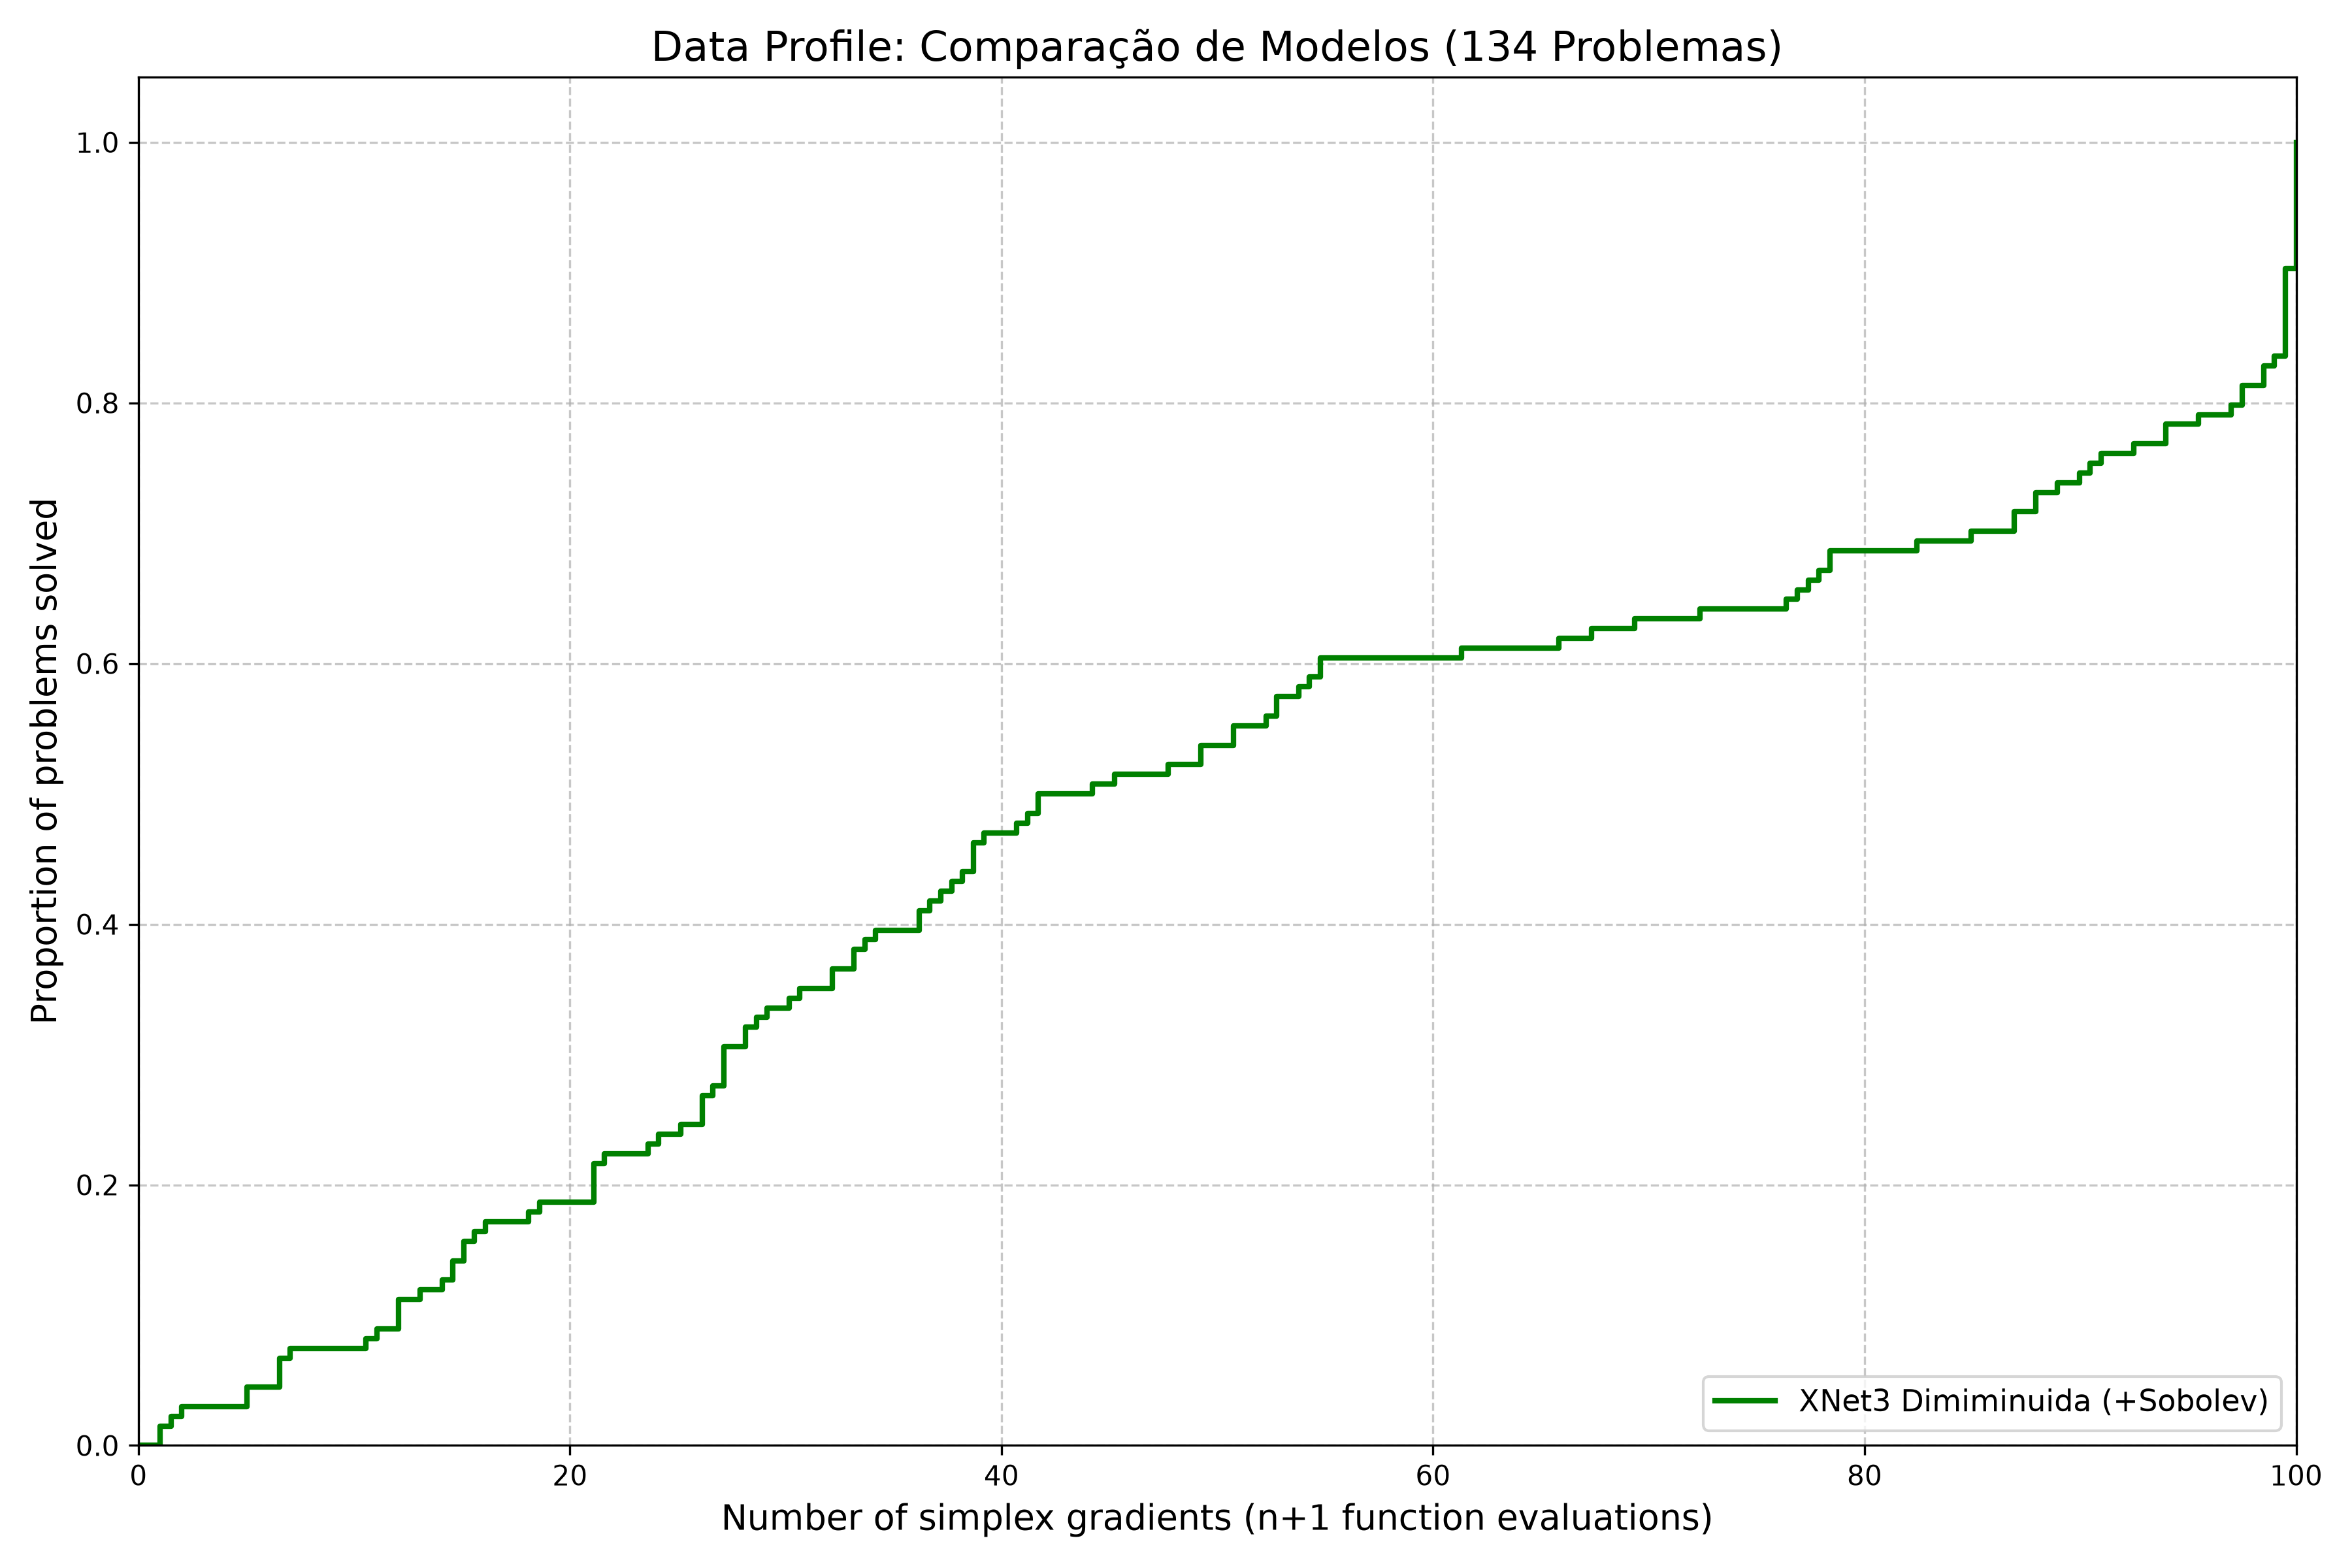 Data Profile: Comparação de Modelos (134 Problemas)
Proportion of problems solved
1.0
0.8
0.6
0.4
0.2
0.0
0 20 40 60 80 100
Number of simplex gradients (n+1 function evaluations)
XNet3 Dimiminuida (+Sobolev)